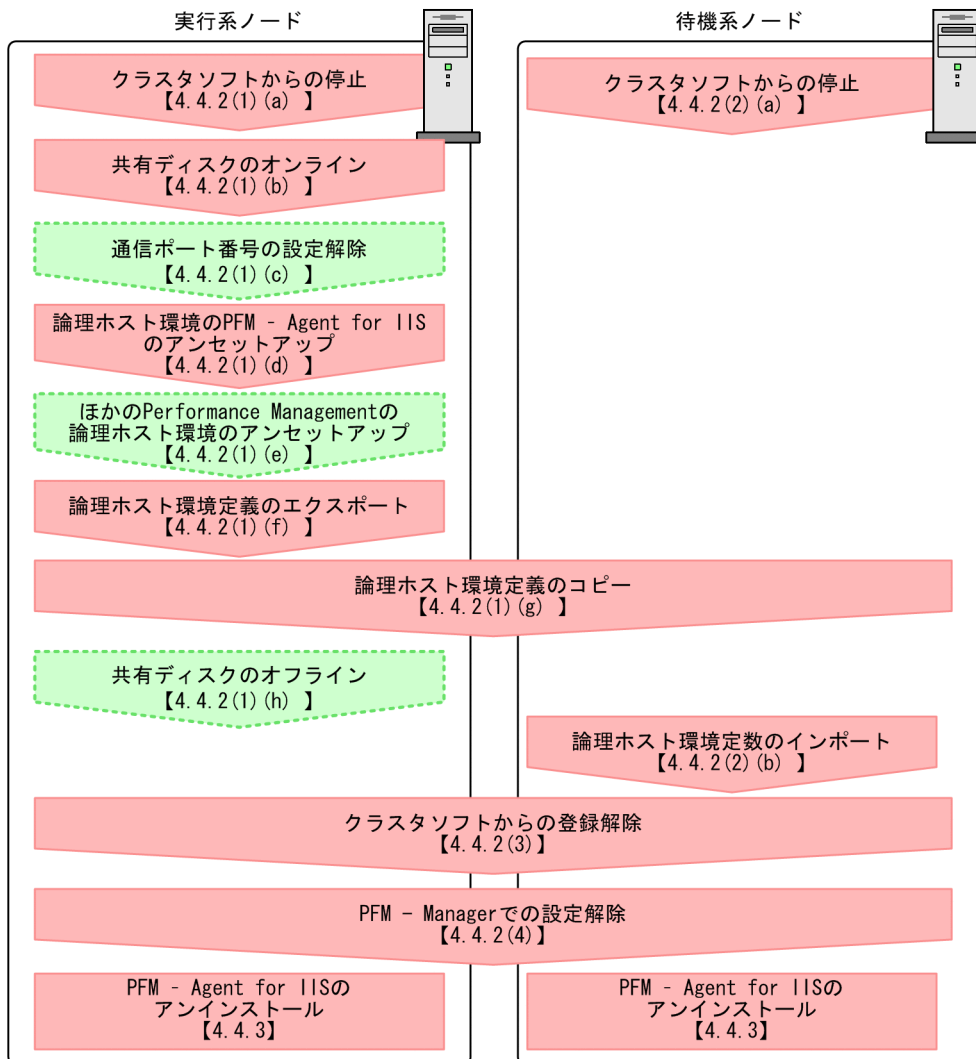 実行系ノード
待機系ノード
クラスタソフトからの停止
【4.4.2(1)(a) 】
クラスタソフトからの停止
【4.4.2(2)(a) 】
共有ディスクのオンライン
【4.4.2(1)(b) 】
通信ポート番号の設定解除
【4.4.2(1)(c) 】
論理ホスト環境のPFM - Agent for IIS
のアンセットアップ
【4.4.2(1)(d) 】
ほかのPerformance Managementの
論理ホスト環境のアンセットアップ
【4.4.2(1)(e) 】
論理ホスト環境定義のエクスポート
【4.4.2(1)(f) 】
論理ホスト環境定義のコピー
【4.4.2(1)(g) 】
共有ディスクのオフライン
【4.4.2(1)(h) 】
論理ホスト環境定数のインポート
【4.4.2(2)(b) 】
クラスタソフトからの登録解除
【4.4.2(3)】
PFM – Managerでの設定解除
【4.4.2(4)】
PFM - Agent for IISの
アンインストール
【4.4.3】
PFM - Agent for IISの
アンインストール
【4.4.3】